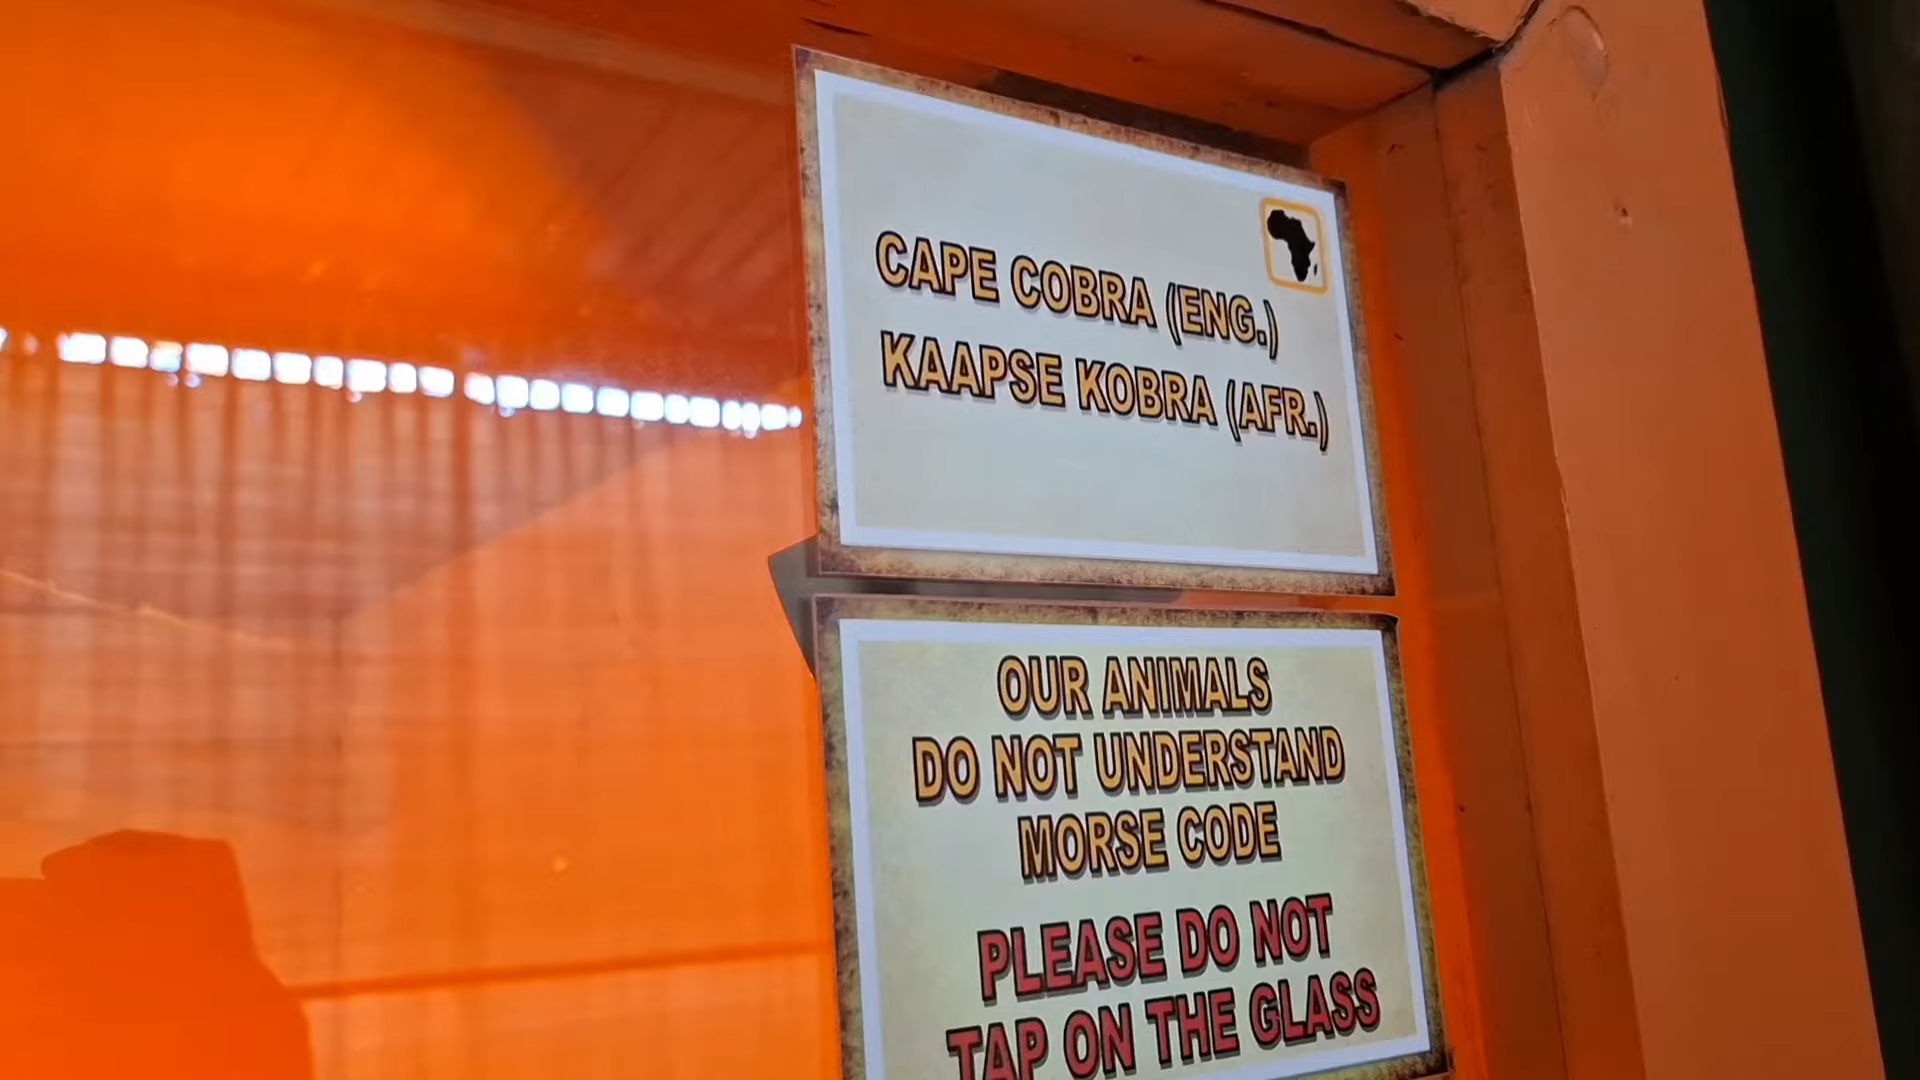 CAPE COBRA (ENG.)
KAAPSE KOBRA (AFR.)
OUR ANIMALS
DO NOT UNDERSTAND
MORSE CODE
PLEASE DO NOT
TAP ON THE GLASS